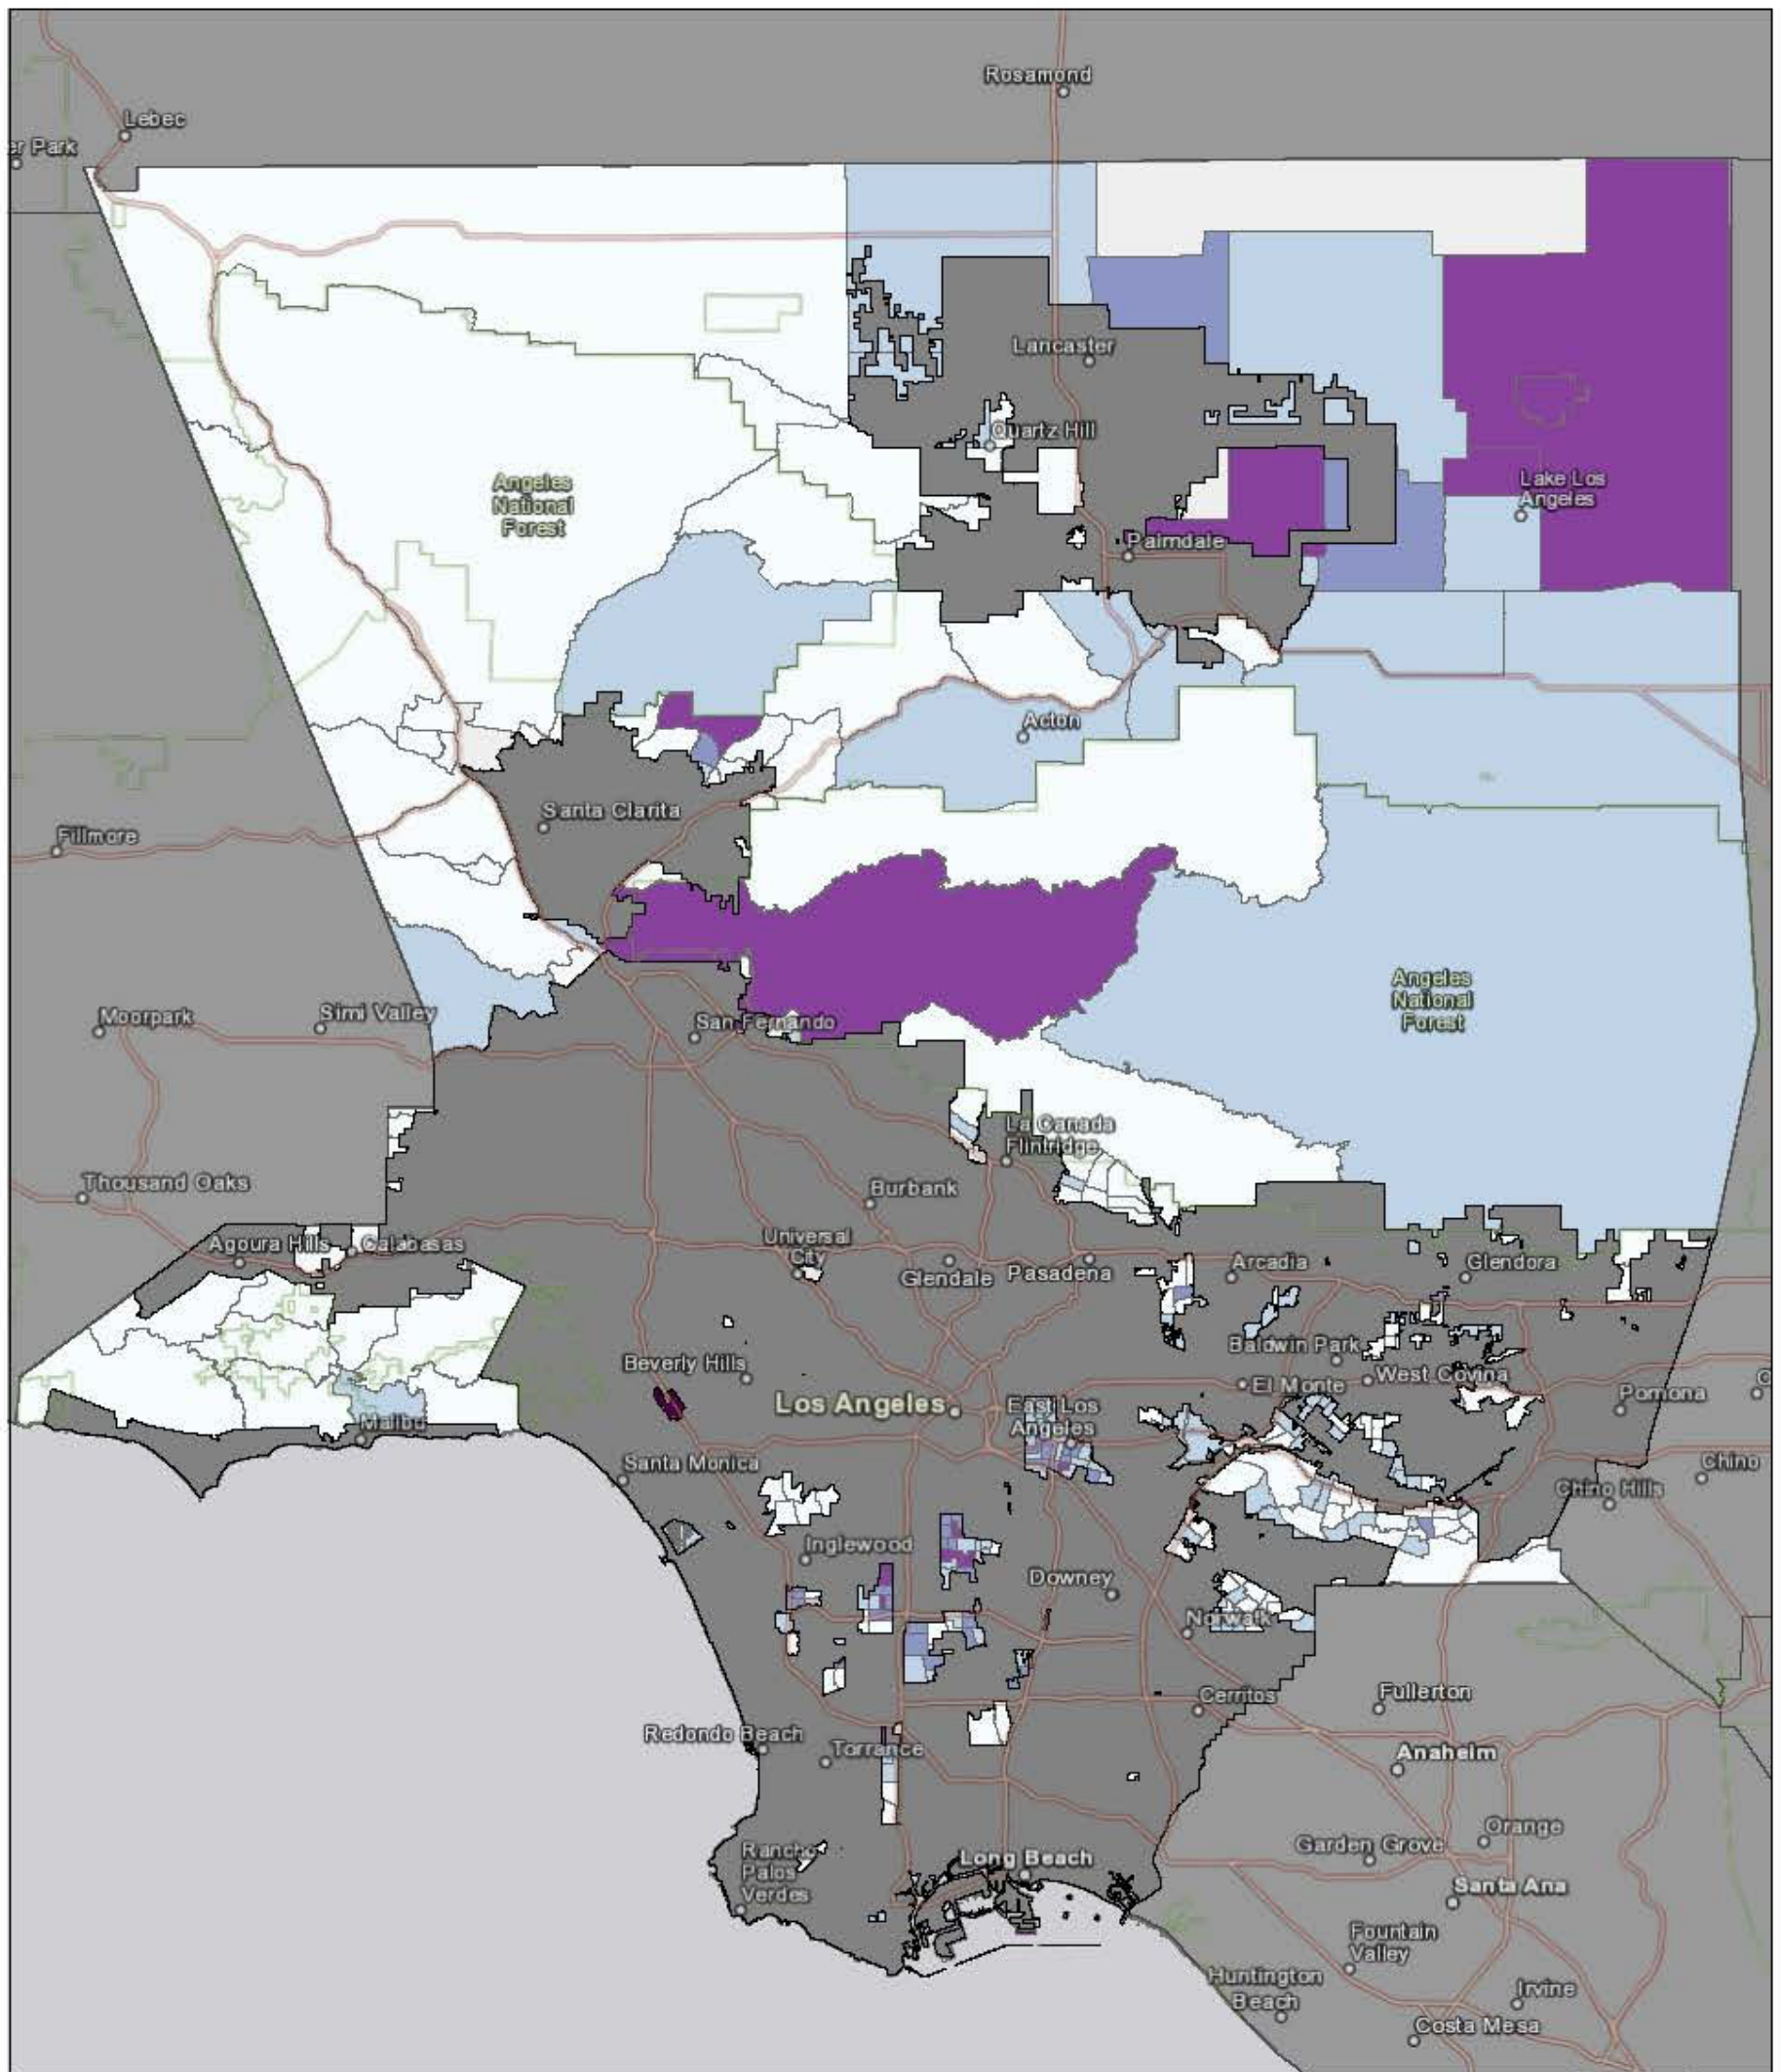 Rosamond
Lebec
er Park
Lancaster
Quartz Hill
Angeles
National
Forest
Lake Los
Angeles
Palmdale
Acton
Santa Clarita
Fillmore
Angeles
National
Forest
Moorpark
Simi Valley
San Fernando
La Canada
Flintridge
Thousand Oaks
Burbank
Agoura Hills
Calabasas
Universal
City
Glendale
Pasadena
Arcadia
Glendora
Baldwin Park
Beverly Hills
El Monte
West Covina
Pomona
Los Angeles
East Los
Angeles
Malibu
Santa Monica
Chino
Chino Hills
Inglewood
Downey
Norwalk
Cerritos
Fullerton
Redondo Beach
Torrance
Anaheim
Orange
Garden Grove
Rancho
Palos
Verdes
Long Beach
Santa Ana
Fountain
Valley
Huntington
Beach
Irvine
Costa Mesa